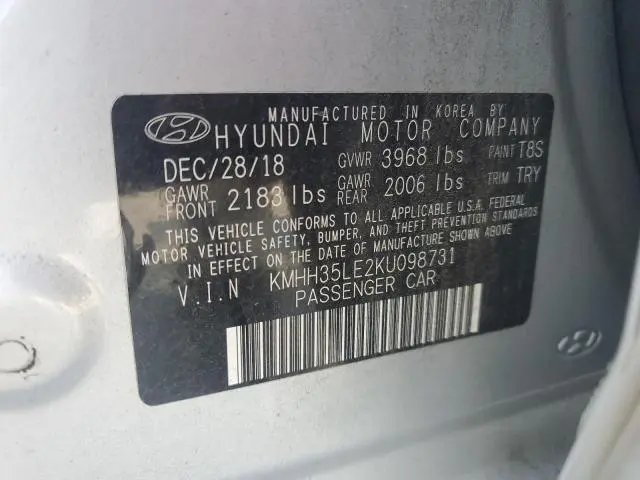 MANUFACTURED IN KOREA BY
HYUNDAI MOTOR COMPANY
DEC/28/18 GVWR 3968 lbs PAINT T8S
GAWR FRONT 2183 lbs GAWR REAR 2006 lbs TRIM TRY
THIS VEHICLE CONFORMS TO ALL APPLICABLE U.S.A. FEDERAL
MOTOR VEHICLE SAFETY, BUMPER, AND THEFT PREVENTION STANDARDS
IN EFFECT ON THE DATE OF MANUFACTURE SHOWN ABOVE
V.I.N KMHH35LE2KU098731
PASSENGER CAR